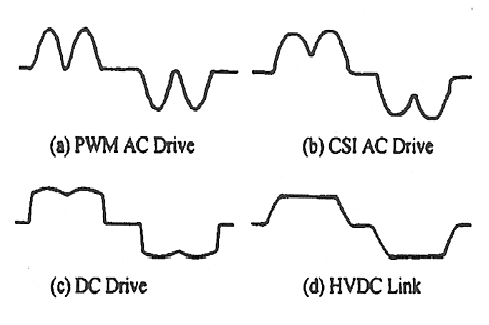 (a) PWM AC Drive
(b) CSI AC Drive
(c) DC Drive
(d) HVDC Link